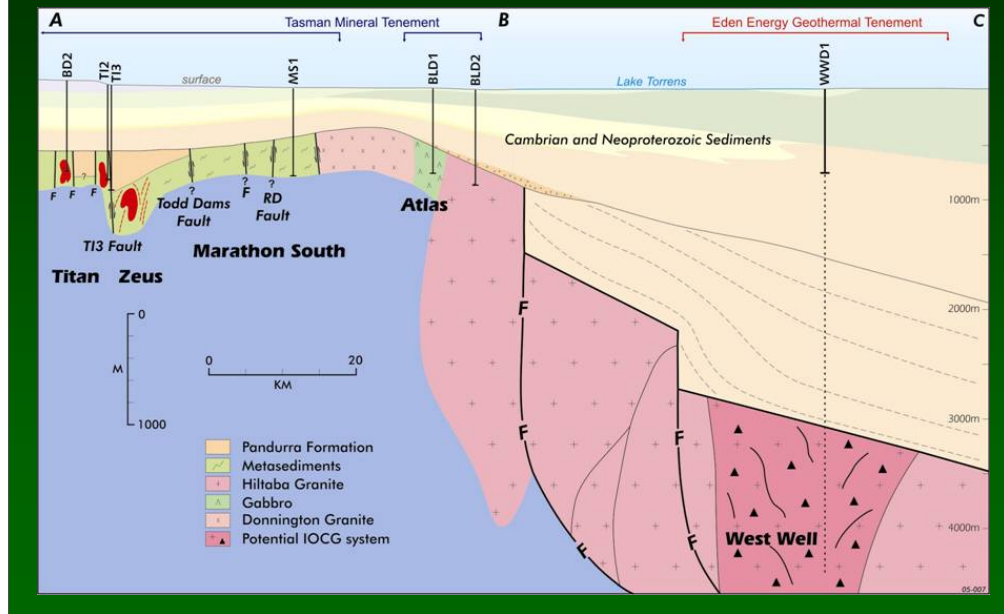 A
Tasman Mineral Tenement
B
Eden Energy Geothermal Tenement
C
BD2
TI2
TI3
surface
MS1
BLD1
BLD2
Lake Torrens
WWD1
Cambrian and Neoproterozoic Sediments
F
F
?
F
?
Todd Dams
Fault
?
F
?
RD
Fault
Atlas
1000m
TI3 Fault
Marathon South
Titan
Zeus
F
2000m
0
M
1000
0
20
KM
F
F
3000m
Pandurra Formation
Metasediments
Hiltaba Granite
Gabbro
Donnington Granite
Potential IOCG system
F
F
West Well
4000m
05-007